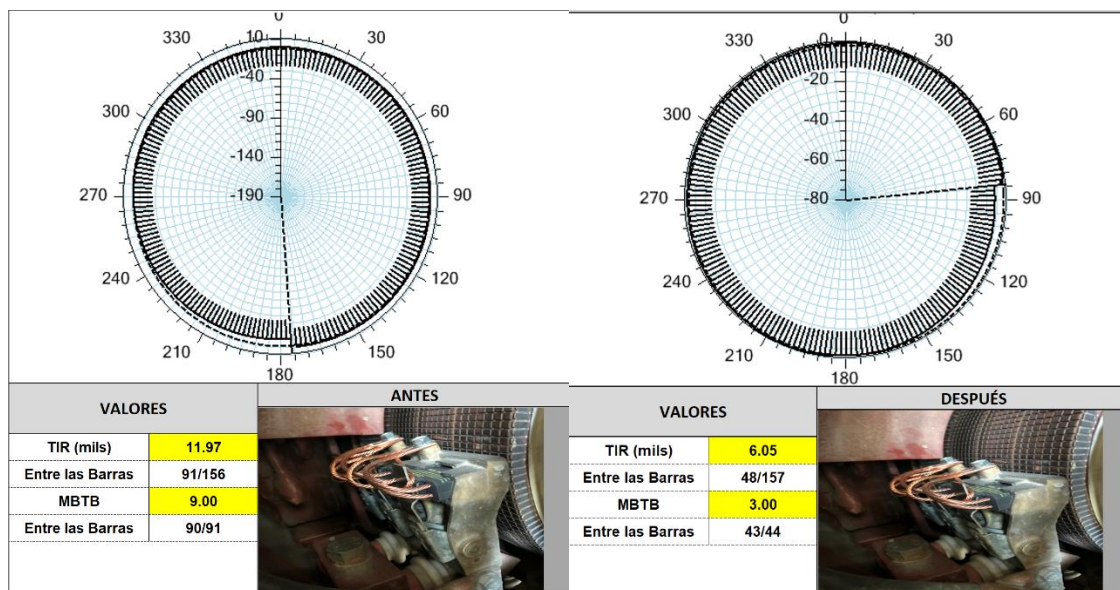 0
330
10
30
-40
300
60
-90
-140
270
-190
90
240
120
210
150
180
VALORES
ANTES
TIR (mils) 11.97
Entre las Barras 91/156
MBTB 9.00
Entre las Barras 90/91
0
330
0
30
-20
300
-40
60
-60
270
-80
90
240
120
210
150
180
VALORES
DESPUÉS
TIR (mils) 6.05
Entre las Barras 48/157
MBTB 3.00
Entre las Barras 43/44